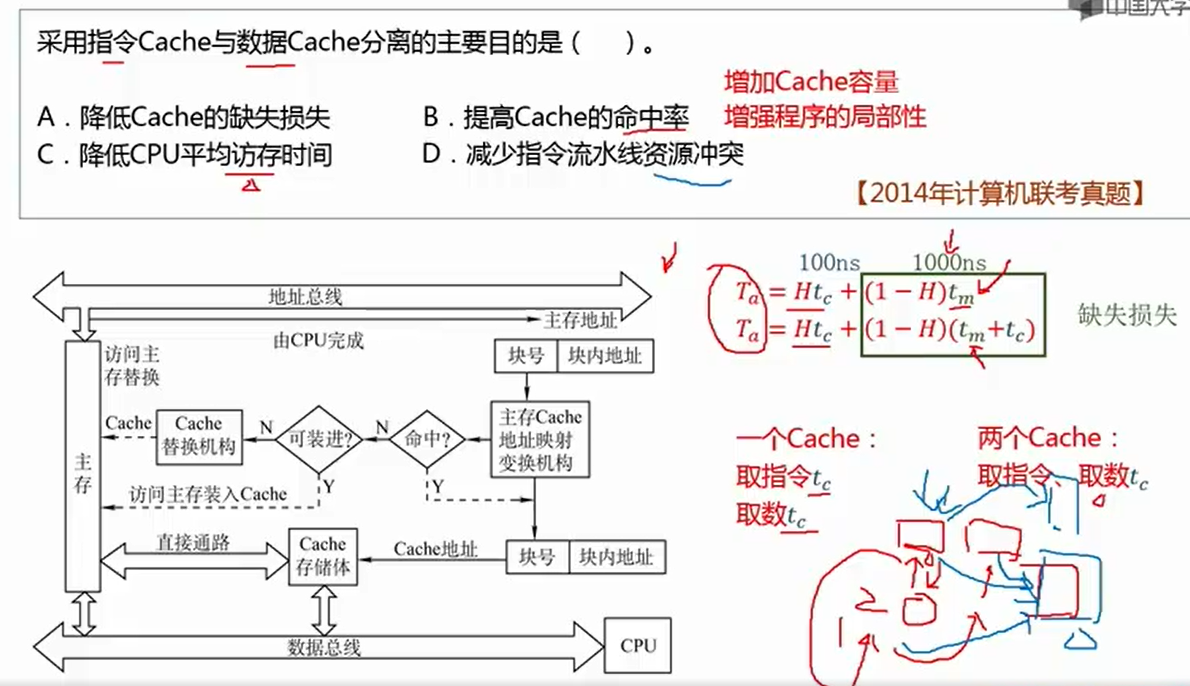 中国大学
采用指令Cache与数据Cache分离的主要目的是（ ）。
增加Cache容量
A．降低Cache的缺失损失 B．提高Cache的命中率 增强程序的局部性
C．降低CPU平均访存时间 D．减少指令流水线资源冲突
【2014年计算机联考真题】
100ns 1000ns
地址总线
Tₐ = Ht_c + (1 − H)t_m
主存地址
Tₐ = Ht_c + (1 − H)(t_m+t_c) 缺失损失
由CPU完成
访问主
存替换
块号 块内地址
Cache
Cache
替换机构
N
可装进?
N
命中?
主存Cache
地址映射
变换机构
主存
访问主存装入Cache
Y
Y
一个Cache： 两个Cache：
取指令t_c 取指令、取数t_c
取数t_c
直接通路
Cache
存储体
Cache地址
块号 块内地址
1 2
数据总线
CPU